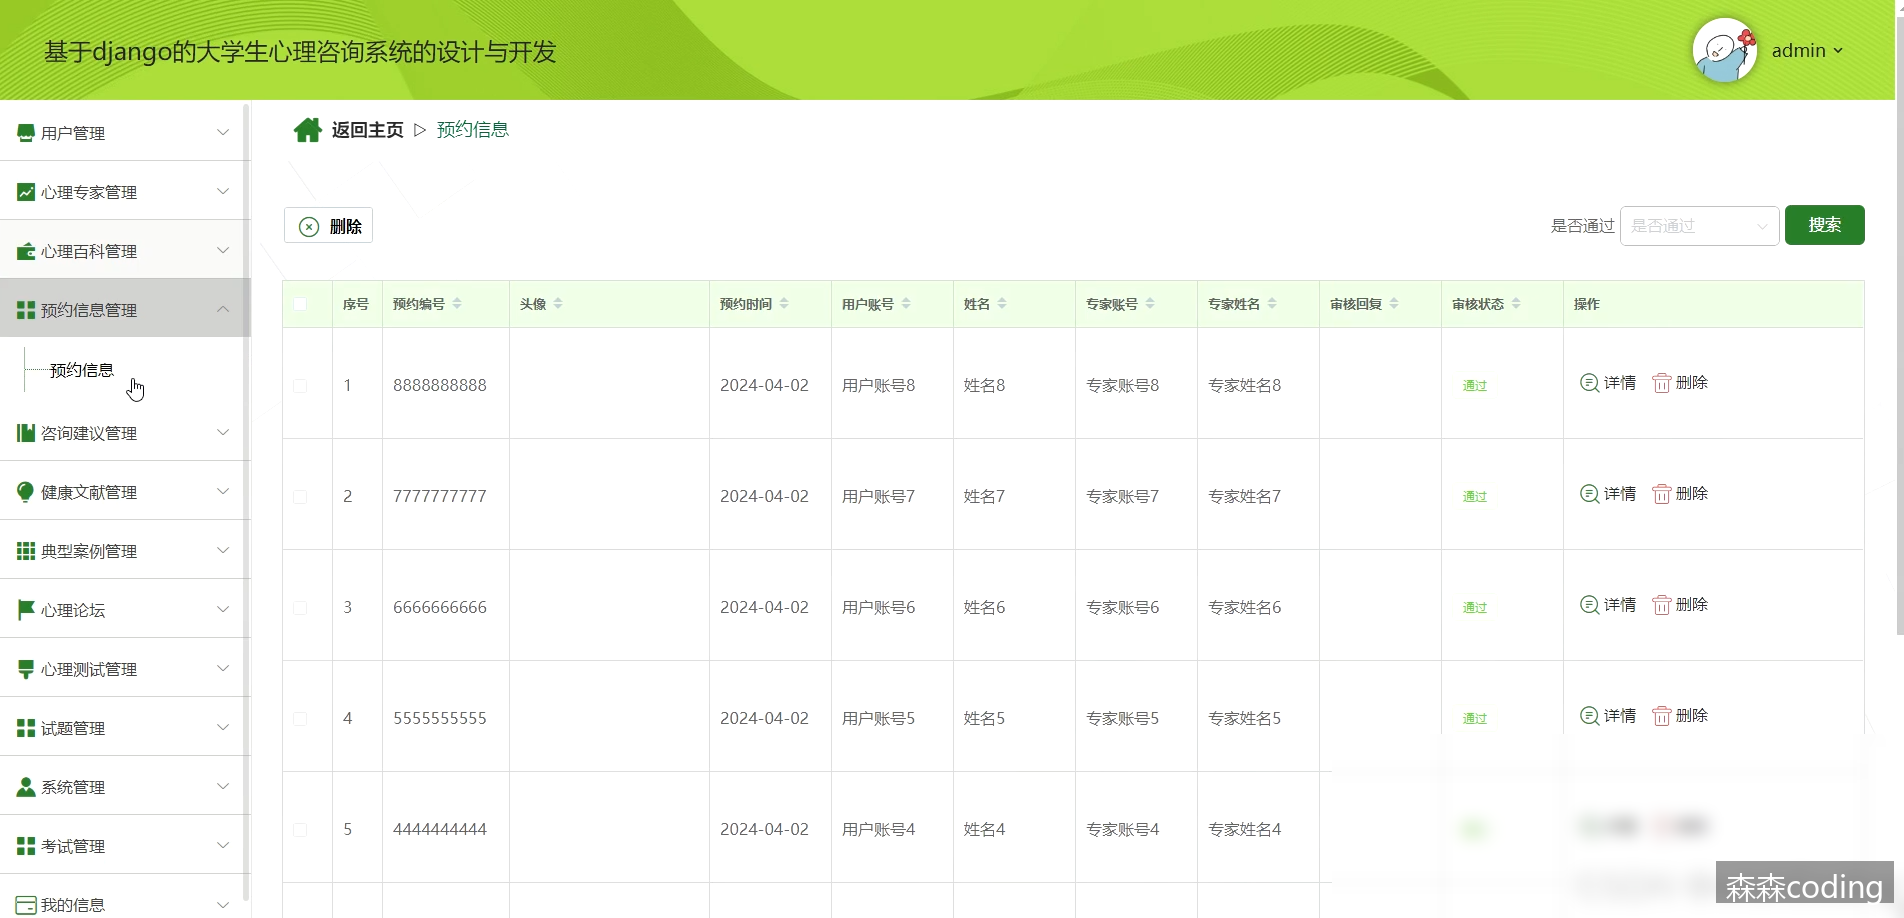 基于django的大学生心理咨询系统的设计与开发
admin
用户管理
心理专家管理
心理百科管理
预约信息管理
预约信息
咨询建议管理
健康文献管理
典型案例管理
心理论坛
心理测试管理
试题管理
系统管理
考试管理
我的信息
返回主页 ▷ 预约信息
删除
是否通过 是否通过 搜索
序号 预约编号 头像 预约时间 用户账号 姓名 专家账号 专家姓名 审核回复 审核状态 操作
1 8888888888 2024-04-02 用户账号8 姓名8 专家账号8 专家姓名8 通过 详情 删除
2 7777777777 2024-04-02 用户账号7 姓名7 专家账号7 专家姓名7 通过 详情 删除
3 6666666666 2024-04-02 用户账号6 姓名6 专家账号6 专家姓名6 通过 详情 删除
4 5555555555 2024-04-02 用户账号5 姓名5 专家账号5 专家姓名5 通过 详情 删除
5 4444444444 2024-04-02 用户账号4 姓名4 专家账号4 专家姓名4
森森coding